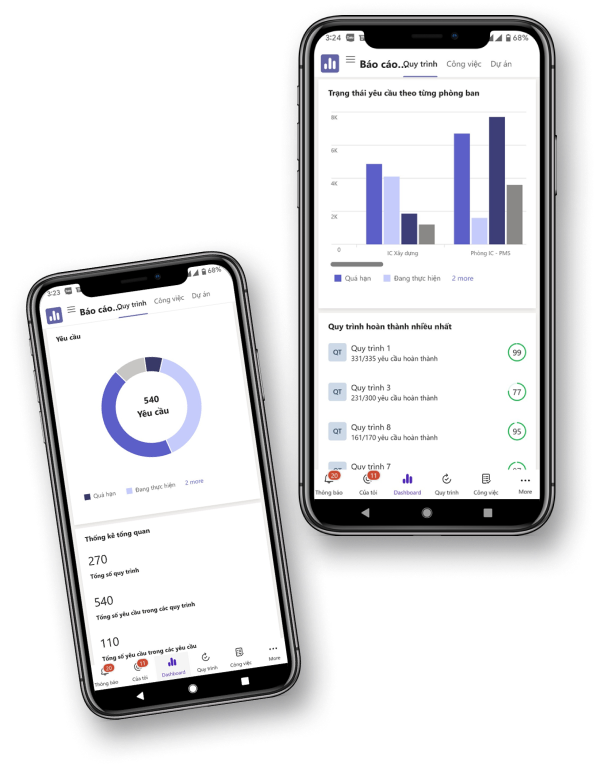 3:24
68%
Báo cáo...
Quy trình
Công việc
Dự án
Trạng thái yêu cầu theo từng phòng ban
8K
6K
4K
2K
0
IC Xây dựng
Phòng IC - PMS
Quá hạn
Đang thực hiện
2 more
Quy trình hoàn thành nhiều nhất
QT
Quy trình 1
331/335 yêu cầu hoàn thành
99
QT
Quy trình 3
231/300 yêu cầu hoàn thành
77
QT
Quy trình 8
161/170 yêu cầu hoàn thành
95
QT
Quy trình 7
20
11
Thông báo
Của tôi
Dashboard
Quy trình
Công việc
More
3:23
68%
Báo cáo...
Quy trình
Công việc
Dự án
Yêu cầu
540
Yêu cầu
Quá hạn
Đang thực hiện
2 more
Thống kê tổng quan
270
Tổng số quy trình
540
Tổng số yêu cầu trong các quy trình
110
Tổng số yêu cầu trong các yêu cầu
20
11
Thông báo
Của tôi
Dashboard
Quy trình
Công việc
More